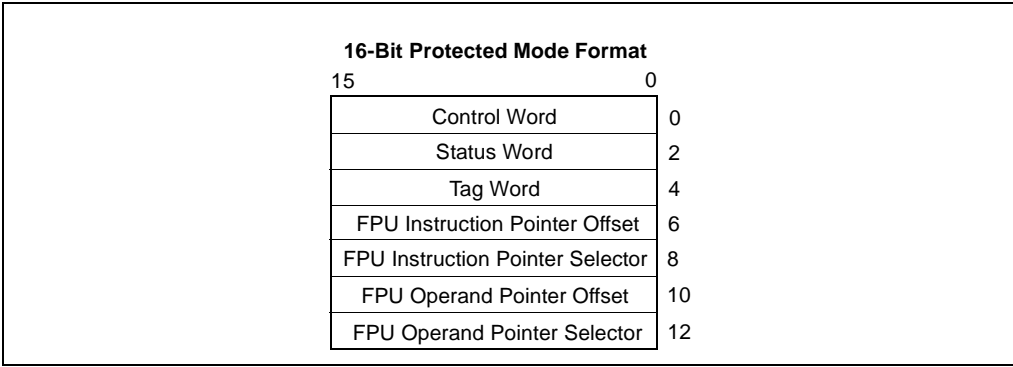 16-Bit Protected Mode Format
15 0
Control Word 0
Status Word 2
Tag Word 4
FPU Instruction Pointer Offset 6
FPU Instruction Pointer Selector 8
FPU Operand Pointer Offset 10
FPU Operand Pointer Selector 12